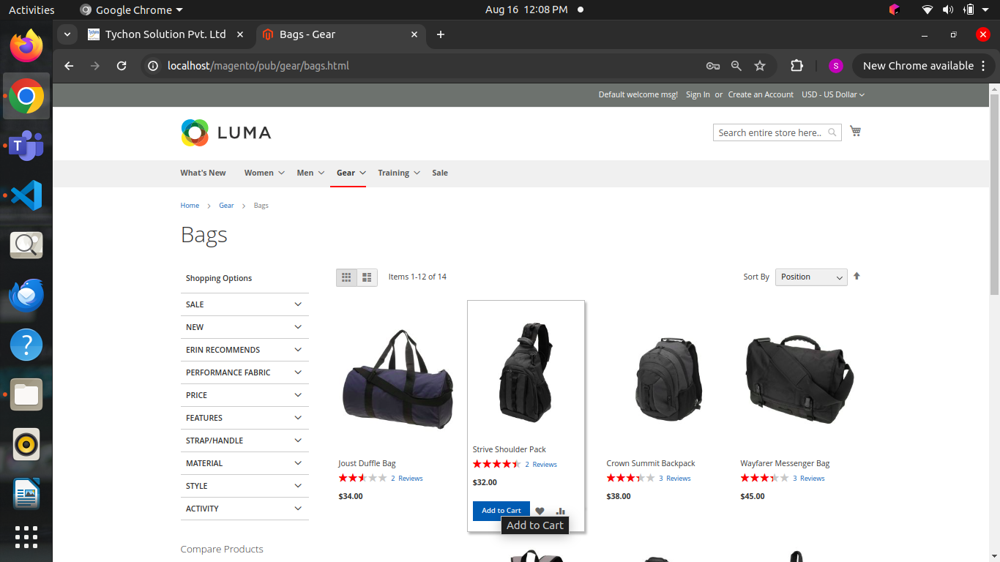 Activities Google Chrome Aug 16 12:08 PM
Tychon Solution Pvt. Ltd Bags - Gear
localhost/magento/pub/gear/bags.html S New Chrome available
Default welcome msg! Sign In or Create an Account USD - US Dollar
LUMA Search entire store here..
What's New Women Men Gear Training Sale
Home Gear Bags
Bags
Shopping Options
Items 1-12 of 14 Sort By Position
SALE
NEW
ERIN RECOMMENDS
PERFORMANCE FABRIC
PRICE
FEATURES
STRAP/HANDLE
MATERIAL
STYLE
ACTIVITY
Compare Products
Joust Duffle Bag
2 Reviews
$34.00
Strive Shoulder Pack
2 Reviews
$32.00
Add to Cart
Add to Cart
Crown Summit Backpack
3 Reviews
$38.00
Wayfarer Messenger Bag
3 Reviews
$45.00